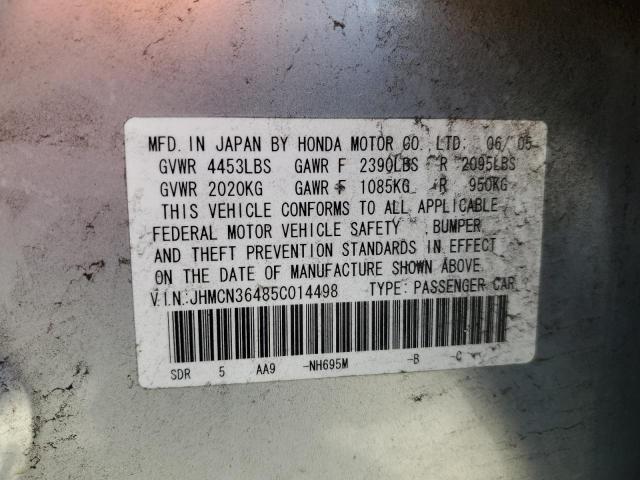 MFD. IN JAPAN BY HONDA MOTOR CO.,LTD. 06/05
GVWR 4453LBS GAWR F 2390LBS R 2095LBS
GVWR 2020KG GAWR F 1085KG R 950KG
THIS VEHICLE CONFORMS TO ALL APPLICABLE
FEDERAL MOTOR VEHICLE SAFETY ,BUMPER
AND THEFT PREVENTION STANDARDS IN EFFECT
ON THE DATE OF MANUFACTURE SHOWN ABOVE.
V.I.N.:JHMCN36485C014498 TYPE: PASSENGER CAR
SDR 5 AA9 -NH695M -B C